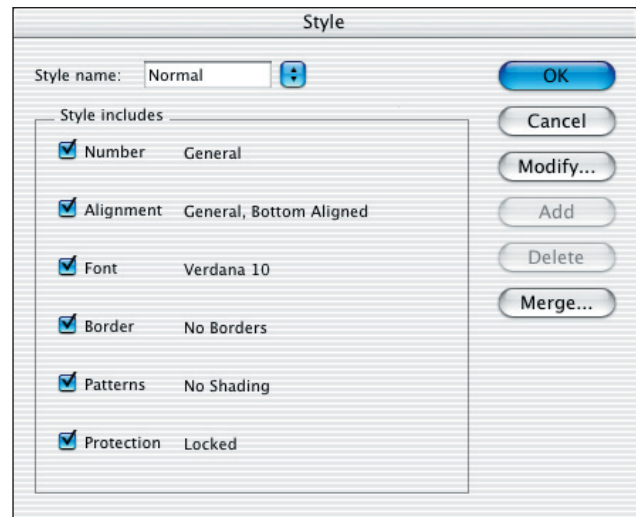 Style
Style name: Normal
OK
Style includes
Cancel
Number General
Modify...
Alignment General, Bottom Aligned
Add
Font Verdana 10
Delete
Merge...
Border No Borders
Patterns No Shading
Protection Locked